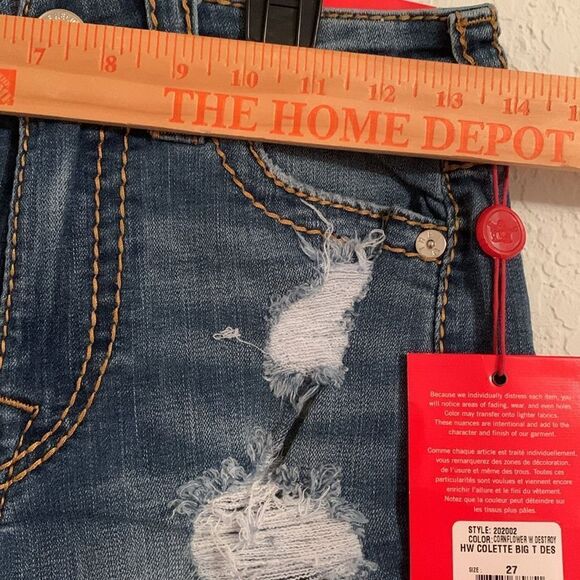 7 8 9 10 11 12 13 14
THE HOME DEPOT
Because we individually distress each item, you
will notice areas of fading, wear, and even holes.
Color may transfer onto lighter fabrics.
These nuances are intentional and add to the
character and finish of our garment.
Comme chaque article est traité individuellement,
vous remarquerez des zones de décoloration,
de l'usure et même des trous. Toutes ces
particularités sont voulues et viennent encore
enrichir l'allure et le fini du vêtement.
Notez que la couleur peut déteindre sur
les tissus plus pâles.
STYLE: 202002
COLOR: CORNFLOWER W DESTROY
HW COLETTE BIG T DES
SIZE: 27